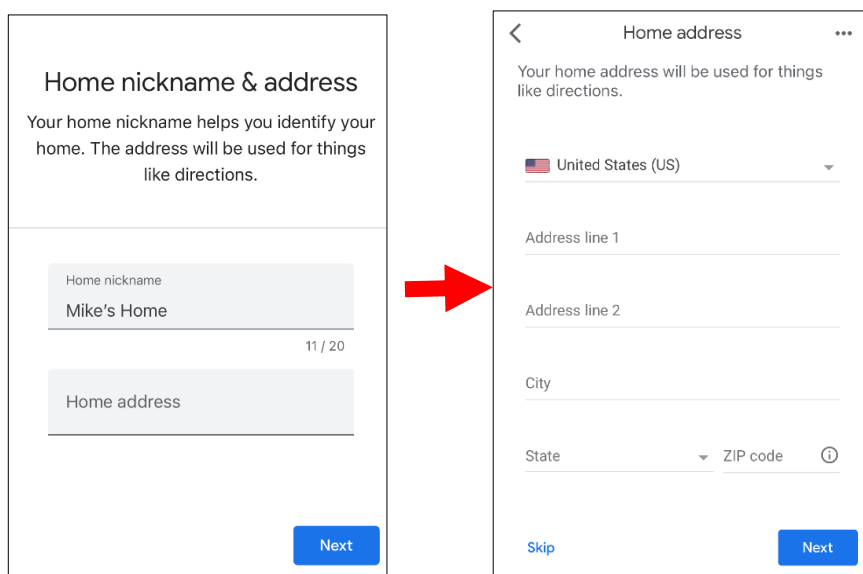 Home nickname & address
Your home nickname helps you identify your
home. The address will be used for things
like directions.
Home nickname
Mike's Home
11 / 20
Home address
Next
Home address
Your home address will be used for things
like directions.
United States (US)
Address line 1
Address line 2
City
State ZIP code
Skip Next